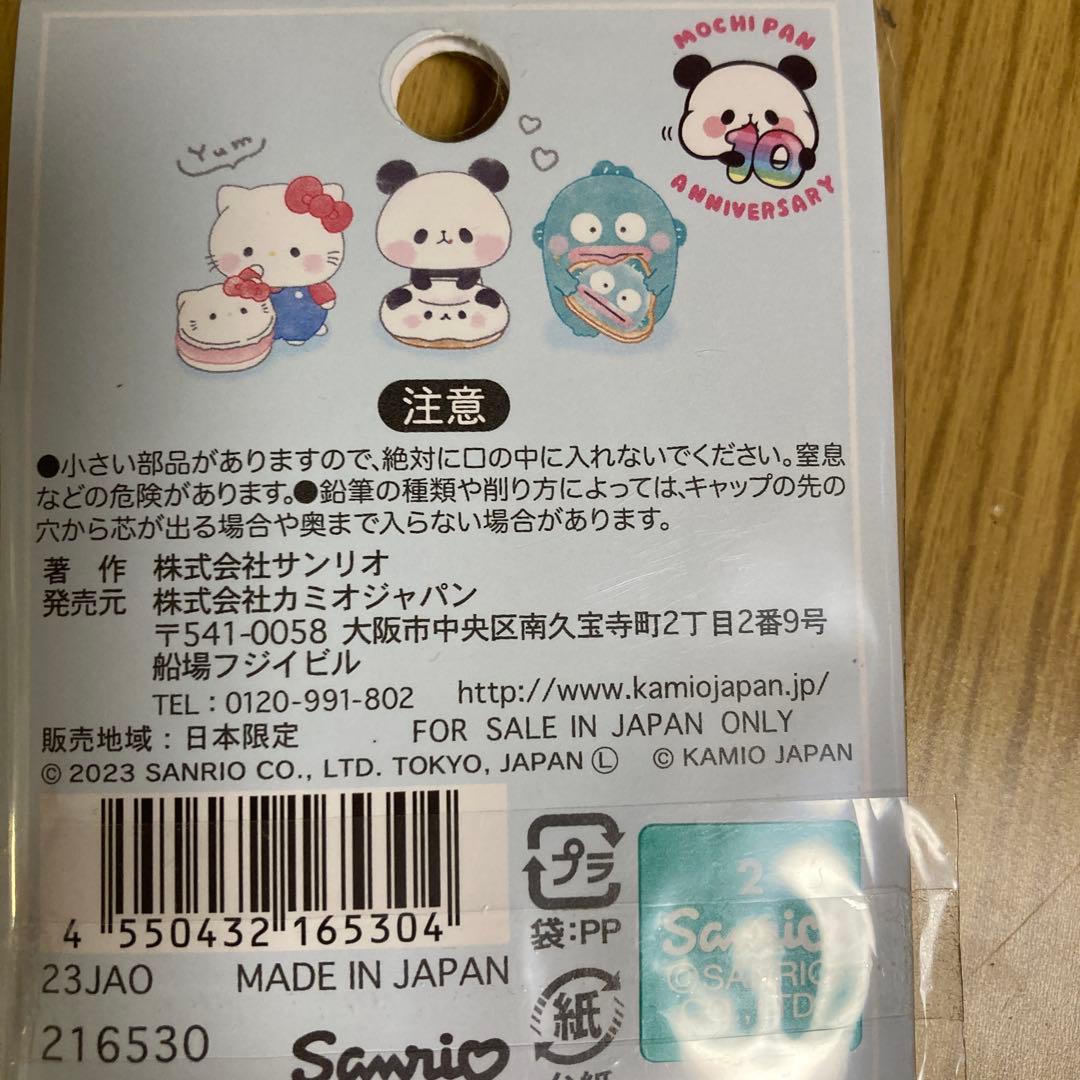 MOCHI PAN
10
ANNIVERSARY
Yum
注意
●小さい部品がありますので、絶対に口の中に入れないでください。窒息
などの危険があります。●鉛筆の種類や削り方によっては、キャップの先の
穴から芯が出る場合や奥まで入らない場合があります。
著 作 株式会社サンリオ
発売元 株式会社カミオジャパン
〒541-0058 大阪市中央区南久宝寺町2丁目2番9号
船場フジイビル
TEL：0120-991-802 http://www.kamiojapan.jp/
販売地域：日本限定 FOR SALE IN JAPAN ONLY
© 2023 SANRIO CO., LTD. TOKYO, JAPAN Ⓛ © KAMIO JAPAN
4 550432 165304
プラ
袋:PP
2
Sanrio
23JAO MADE IN JAPAN
紙
216530
Sanrio